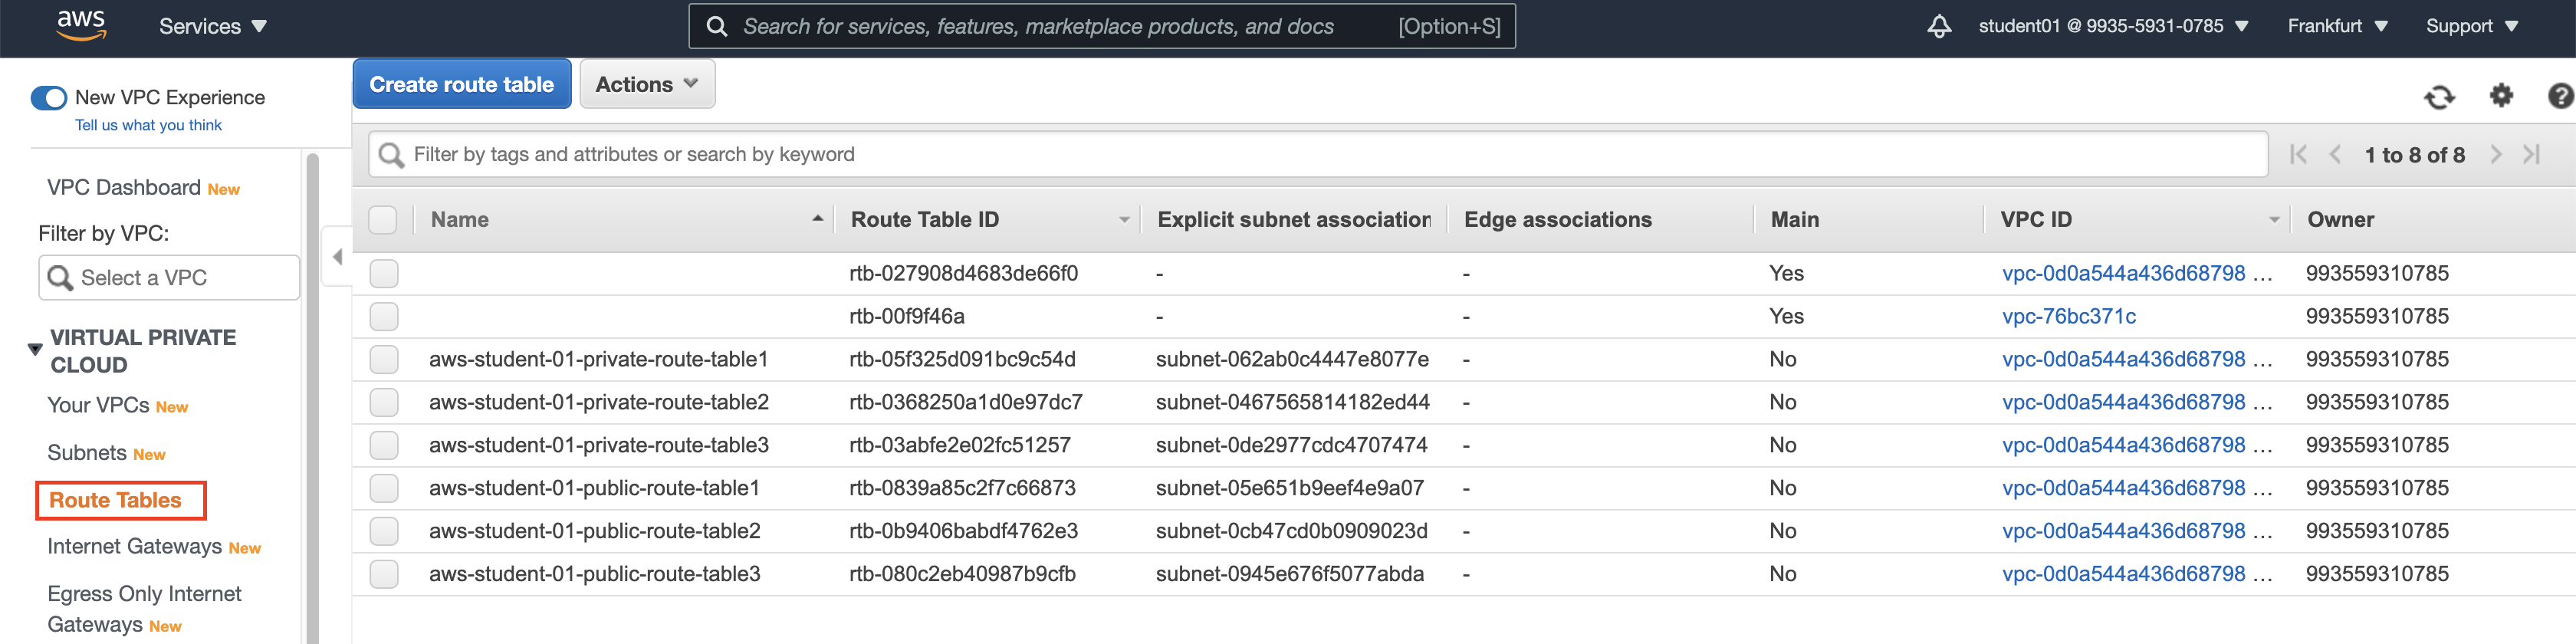 aws Services Search for services, features, marketplace products, and docs [Option+S] student01 @ 9935-5931-0785 Frankfurt Support
New VPC Experience
Tell us what you think
VPC Dashboard New
Filter by VPC:
Select a VPC
VIRTUAL PRIVATE
CLOUD
Your VPCs New
Subnets New
Route Tables
Internet Gateways New
Egress Only Internet
Gateways New
Create route table Actions
Filter by tags and attributes or search by keyword 1 to 8 of 8
Name Route Table ID Explicit subnet association Edge associations Main VPC ID Owner
rtb-027908d4683de66f0 - - Yes vpc-0d0a544a436d68798 ... 993559310785
rtb-00f9f46a - - Yes vpc-76bc371c 993559310785
aws-student-01-private-route-table1 rtb-05f325d091bc9c54d subnet-062ab0c4447e8077e - No vpc-0d0a544a436d68798 ... 993559310785
aws-student-01-private-route-table2 rtb-0368250a1d0e97dc7 subnet-0467565814182ed44 - No vpc-0d0a544a436d68798 ... 993559310785
aws-student-01-private-route-table3 rtb-03abfe2e02fc51257 subnet-0de2977cdc4707474 - No vpc-0d0a544a436d68798 ... 993559310785
aws-student-01-public-route-table1 rtb-0839a85c2f7c66873 subnet-05e651b9eef4e9a07 - No vpc-0d0a544a436d68798 ... 993559310785
aws-student-01-public-route-table2 rtb-0b9406babdf4762e3 subnet-0cb47cd0b0909023d - No vpc-0d0a544a436d68798 ... 993559310785
aws-student-01-public-route-table3 rtb-080c2eb40987b9cfb subnet-0945e676f5077abda - No vpc-0d0a544a436d68798 ... 993559310785